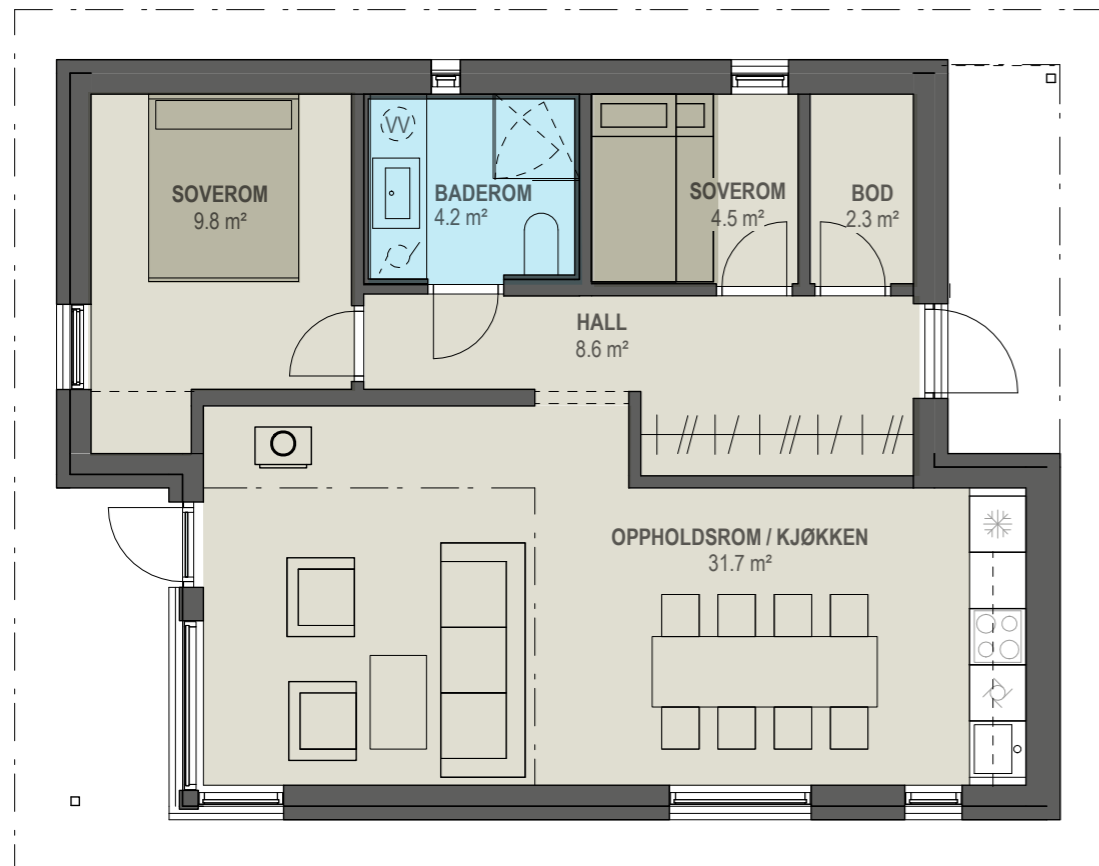 SOVEROM
9.8 m²
VV
BADEROM
4.2 m²
SOVEROM
4.5 m²
BOD
2.3 m²
HALL
8.6 m²
OPPHOLDSROM / KJØKKEN
31.7 m²